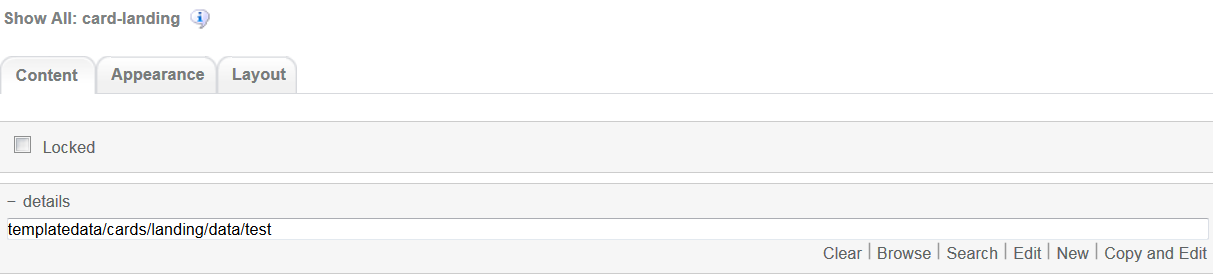 Show All: card-landing
Content Appearance Layout
Locked
− details
templatedata/cards/landing/data/test
Clear | Browse | Search | Edit | New | Copy and Edit